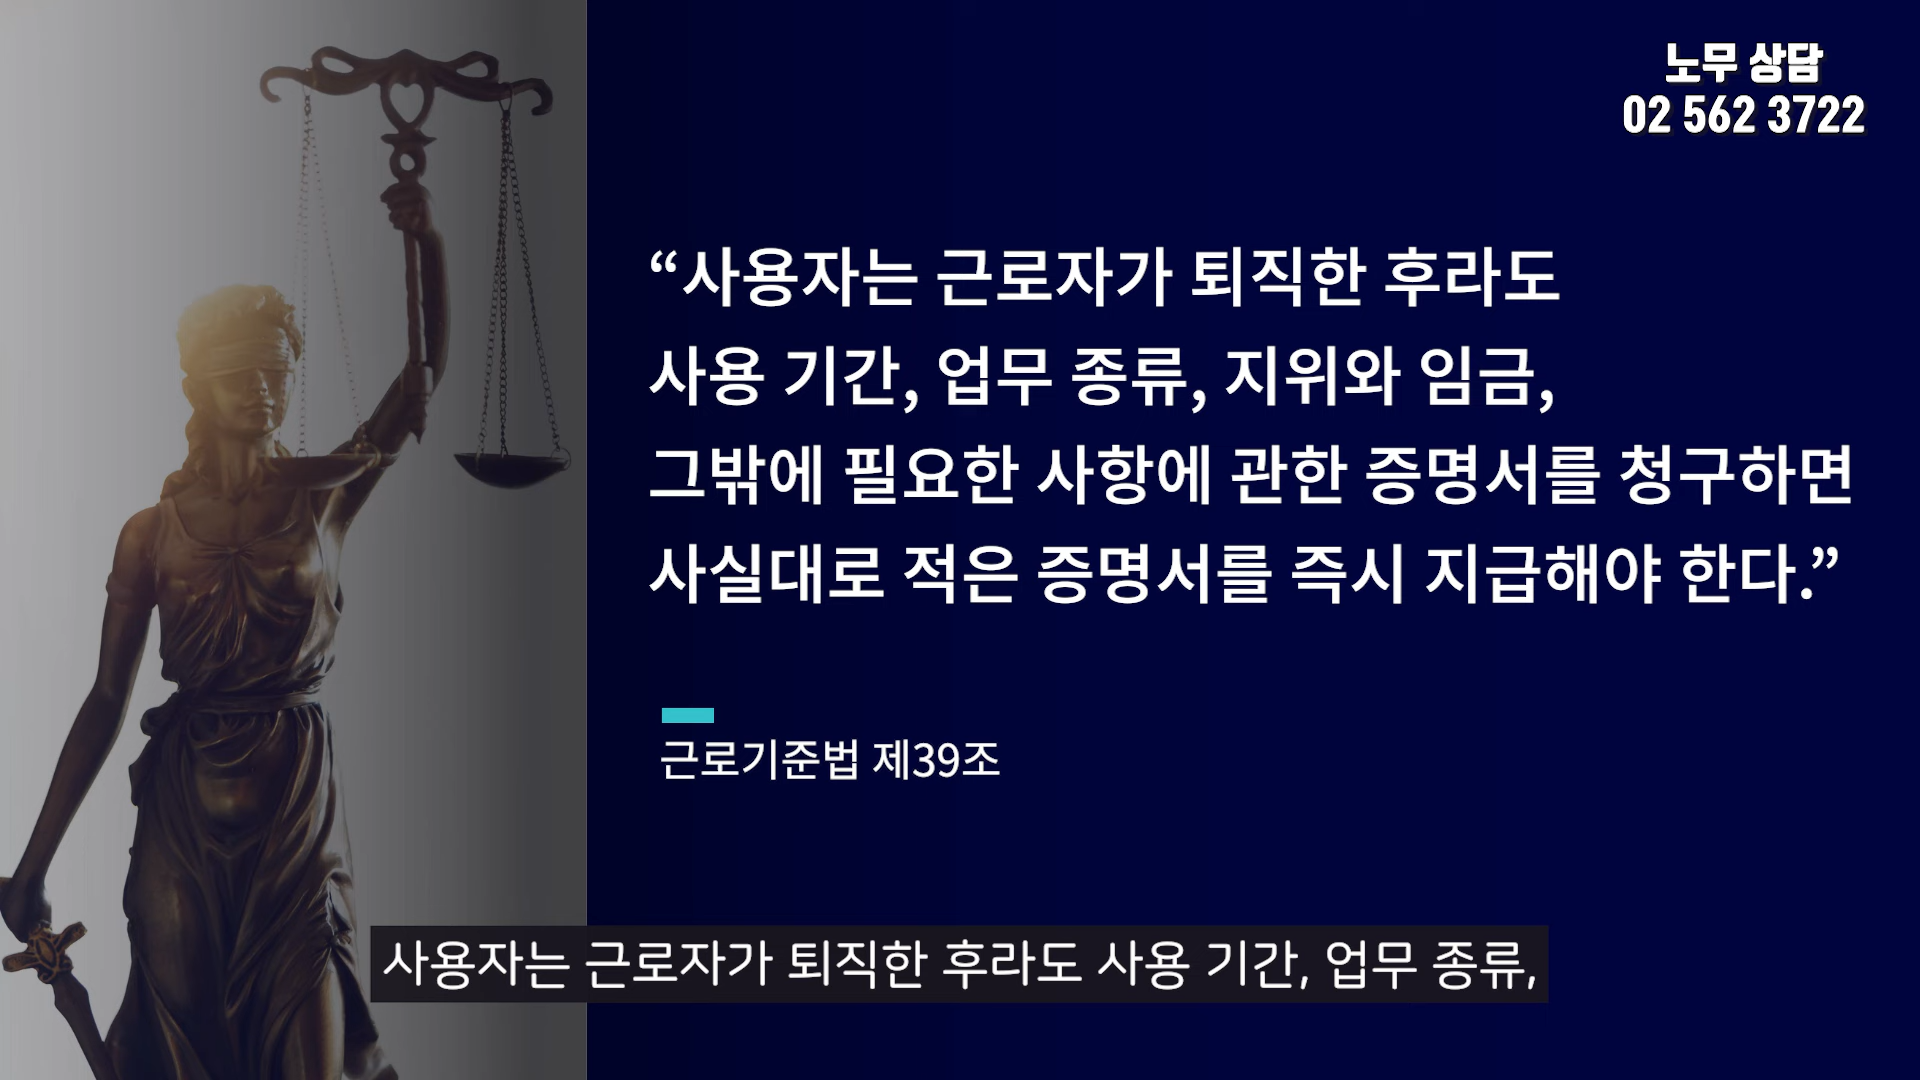 노무 상담
02 562 3722
“사용자는 근로자가 퇴직한 후라도
사용 기간, 업무 종류, 지위와 임금,
그밖에 필요한 사항에 관한 증명서를 청구하면
사실대로 적은 증명서를 즉시 지급해야 한다.”
근로기준법 제39조
사용자는 근로자가 퇴직한 후라도 사용 기간, 업무 종류,